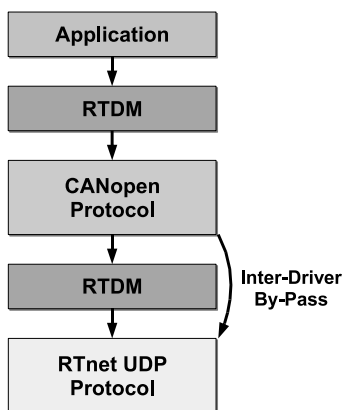 Application
RTDM
CANopen
Protocol
RTDM
Inter-Driver
By-Pass
RTnet UDP
Protocol